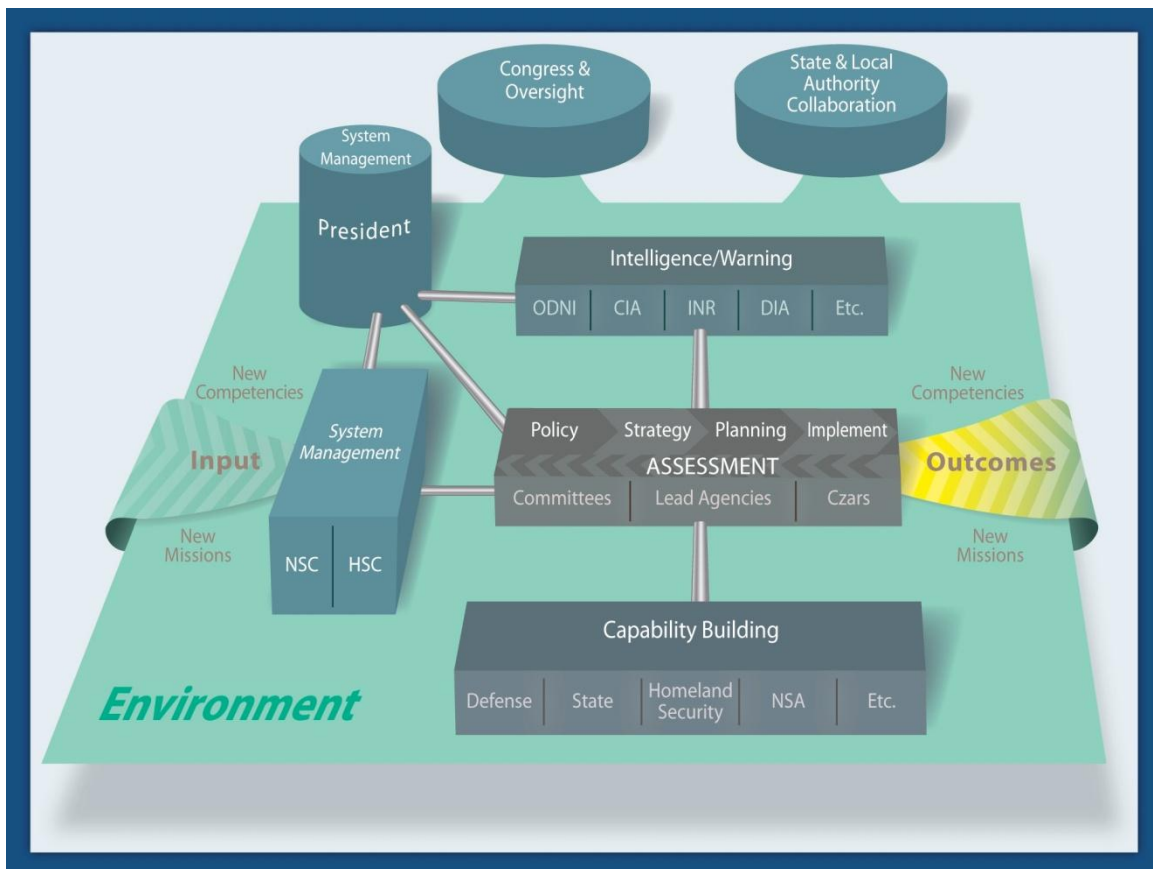 Congress &
Oversight
State & Local
Authority
Collaboration
System
Management
President
Intelligence/Warning
ODNI CIA INR DIA Etc.
New
Competencies
Input
New
Missions
System
Management
NSC HSC
Policy Strategy Planning Implement
ASSESSMENT
Committees Lead Agencies Czars
New
Competencies
Outcomes
New
Missions
Capability Building
Defense State Homeland
Security NSA Etc.
Environment